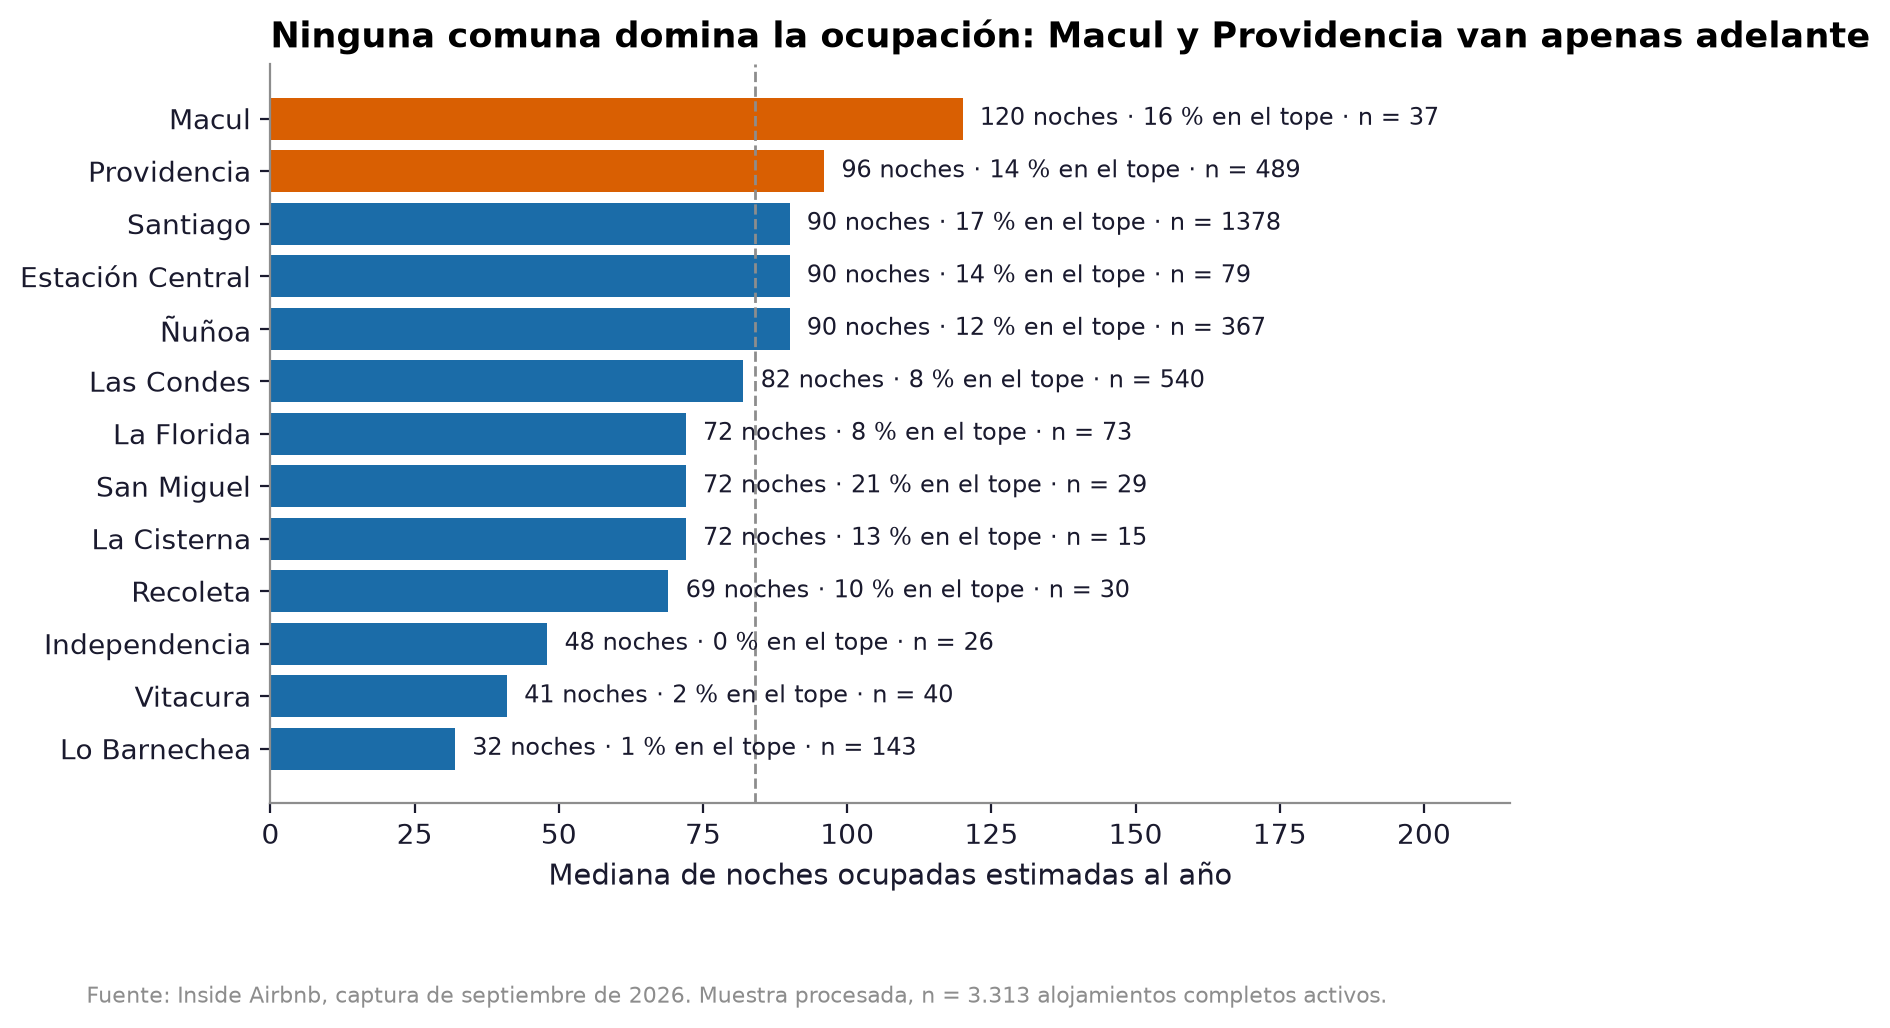 Ninguna comuna domina la ocupación: Macul y Providencia van apenas adelante
Macul 120 noches · 16 % en el tope · n = 37
Providencia 96 noches · 14 % en el tope · n = 489
Santiago 90 noches · 17 % en el tope · n = 1378
Estación Central 90 noches · 14 % en el tope · n = 79
Ñuñoa 90 noches · 12 % en el tope · n = 367
Las Condes 82 noches · 8 % en el tope · n = 540
La Florida 72 noches · 8 % en el tope · n = 73
San Miguel 72 noches · 21 % en el tope · n = 29
La Cisterna 72 noches · 13 % en el tope · n = 15
Recoleta 69 noches · 10 % en el tope · n = 30
Independencia 48 noches · 0 % en el tope · n = 26
Vitacura 41 noches · 2 % en el tope · n = 40
Lo Barnechea 32 noches · 1 % en el tope · n = 143
0 25 50 75 100 125 150 175 200
Mediana de noches ocupadas estimadas al año
Fuente: Inside Airbnb, captura de septiembre de 2026. Muestra procesada, n = 3.313 alojamientos completos activos.